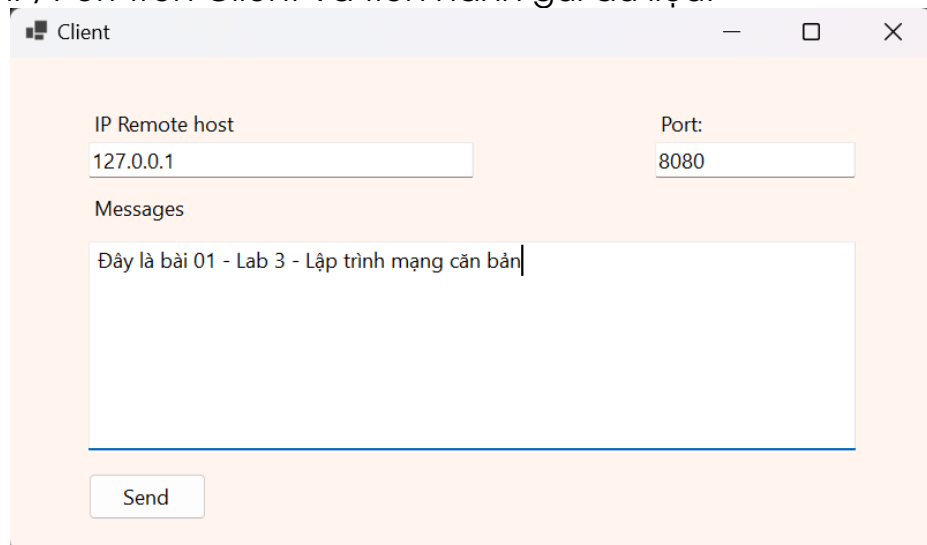 Client
IP Remote host
Port:
127.0.0.1
8080
Messages
Đây là bài 01 - Lab 3 - Lập trình mạng căn bản
Send